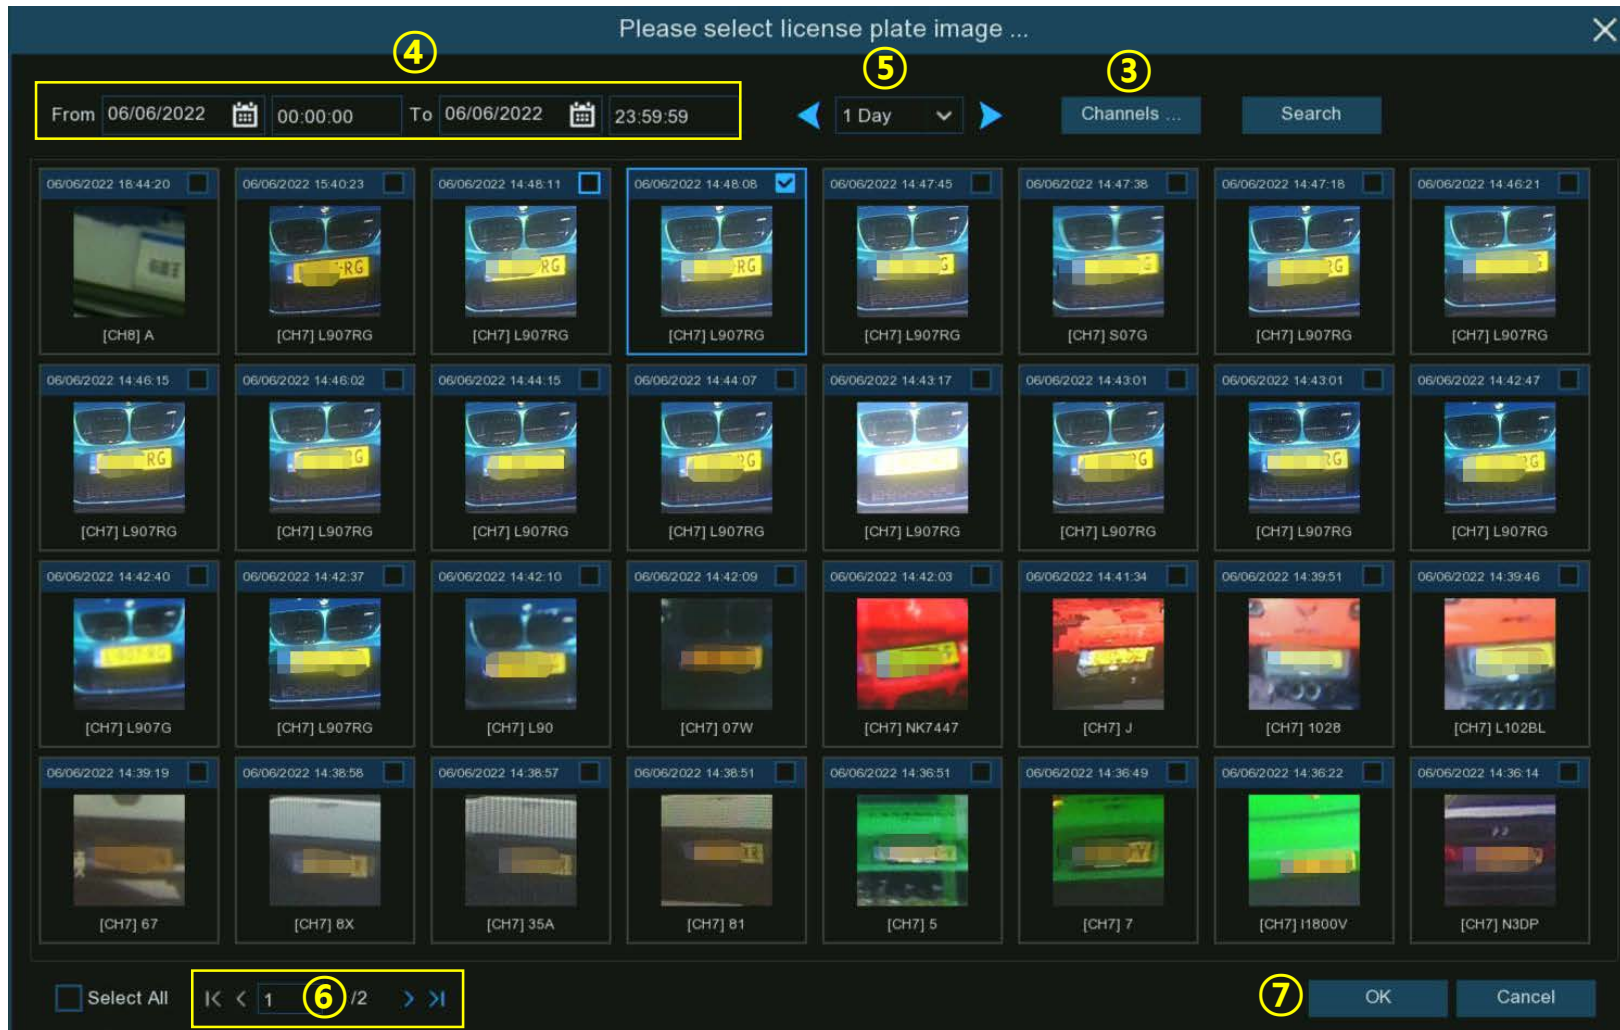 Please select license plate image ...
④
⑤
③
From 06/06/2022 00:00:00 To 06/06/2022 23:59:59
1 Day
Channels ...
Search
06/06/2022 18:44:20
06/06/2022 15:40:23
06/06/2022 14:48:11
06/06/2022 14:48:08
06/06/2022 14:47:45
06/06/2022 14:47:38
06/06/2022 14:47:18
06/06/2022 14:46:21
RG
RG
RG
G
RG
[CH8] A
[CH7] L907RG
[CH7] L907RG
[CH7] L907RG
[CH7] L907RG
[CH7] S07G
[CH7] L907RG
[CH7] L907RG
06/06/2022 14:46:15
06/06/2022 14:46:02
06/06/2022 14:44:15
06/06/2022 14:44:07
06/06/2022 14:43:17
06/06/2022 14:43:01
06/06/2022 14:43:01
06/06/2022 14:42:47
RG
G
G
G
RG
G
[CH7] L907RG
[CH7] L907RG
[CH7] L907RG
[CH7] L907RG
[CH7] L907RG
[CH7] L907RG
[CH7] L907RG
[CH7] L907RG
06/06/2022 14:42:40
06/06/2022 14:42:37
06/06/2022 14:42:10
06/06/2022 14:42:09
06/06/2022 14:42:03
06/06/2022 14:41:34
06/06/2022 14:39:51
06/06/2022 14:39:46
[CH7] L907G
[CH7] L907RG
[CH7] L90
[CH7] 07W
[CH7] NK7447
[CH7] J
[CH7] 1028
[CH7] L102BL
06/06/2022 14:39:19
06/06/2022 14:38:58
06/06/2022 14:38:57
06/06/2022 14:38:51
06/06/2022 14:36:51
06/06/2022 14:36:49
06/06/2022 14:36:22
06/06/2022 14:36:14
[CH7] 67
[CH7] 8X
[CH7] 35A
[CH7] 81
[CH7] 5
[CH7] 7
[CH7] I1800V
[CH7] N3DP
Select All
1 ⑥ /2
⑦
OK
Cancel